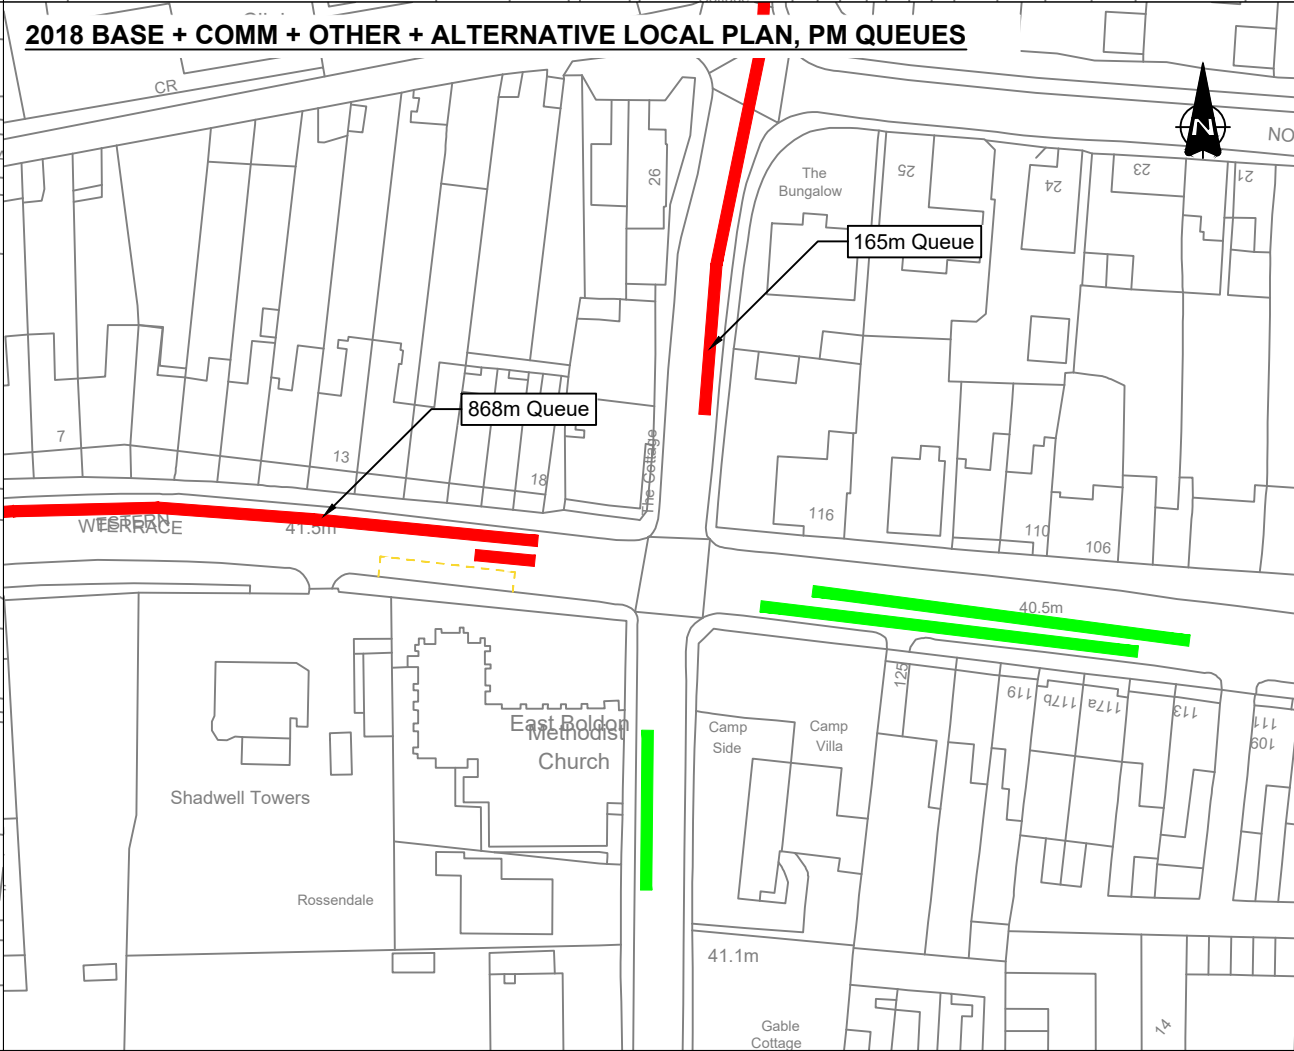 2018 BASE + COMM + OTHER + ALTERNATIVE LOCAL PLAN, PM QUEUES
CR
N
NO
26
The
Bungalow
25
24
23
21
165m Queue
868m Queue
7
13
18
The Cottage
116
110
106
WESTERN
TERRACE
41.5m
40.5m
125
119
117b
117a
113
111
109
East Boldon
Methodist
Church
Camp
Side
Camp
Villa
Shadwell Towers
Rossendale
41.1m
Gable
Cottage
14